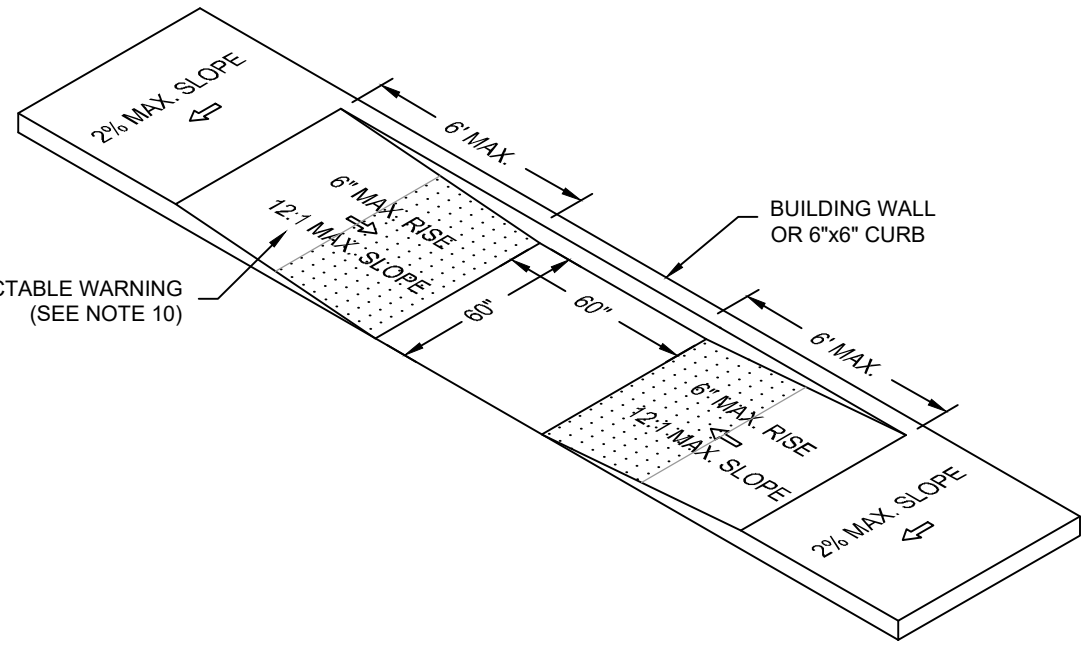 2% MAX. SLOPE
6' MAX.
6" MAX. RISE
12:1 MAX. SLOPE
BUILDING WALL
OR 6"x6" CURB
CTABLE WARNING
(SEE NOTE 10)
60"
60"
6' MAX.
6" MAX. RISE
12:1 MAX. SLOPE
2% MAX. SLOPE